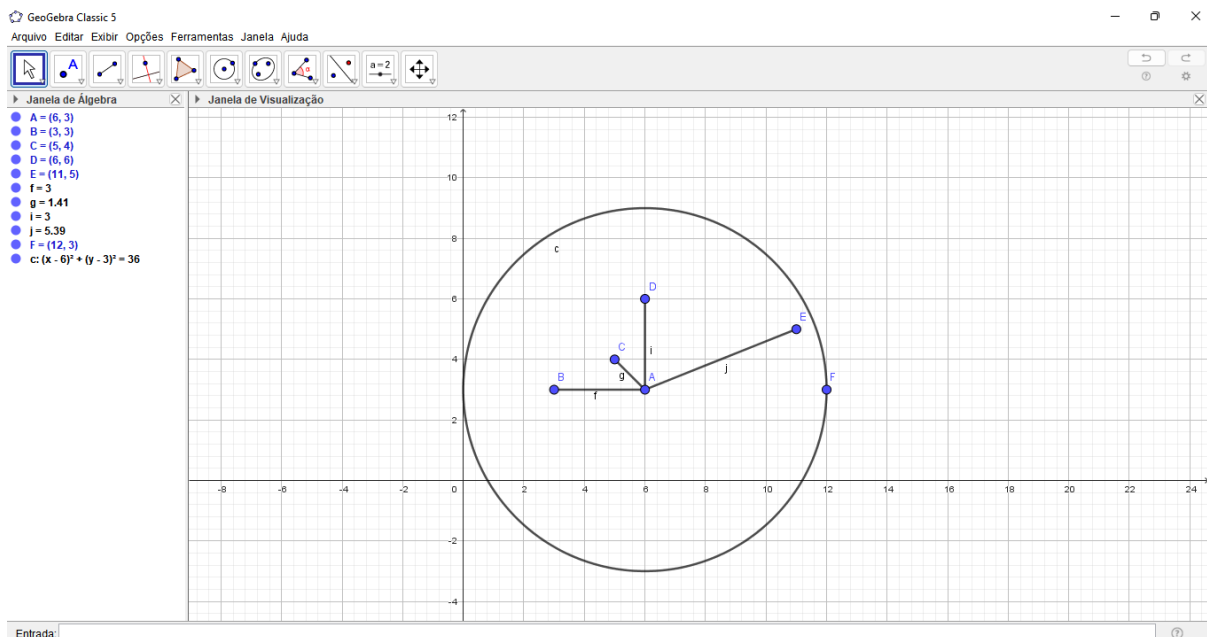 GeoGebra Classic 5
Arquivo Editar Exibir Opções Ferramentas Janela Ajuda
A
a = 2
Janela de Álgebra
Janela de Visualização
A = (6, 3)
B = (3, 3)
C = (5, 4)
D = (6, 6)
E = (11, 5)
f = 3
g = 1.41
i = 3
j = 5.39
F = (12, 3)
c: (x - 6)² + (y - 3)² = 36
12
10
8
c
D
6
E
C
4
i
B
g
A
j
F
f
2
-8 -6 -4 -2 0 2 4 6 8 10 12 14 16 18 20 22 24
-2
-4
Entrada: